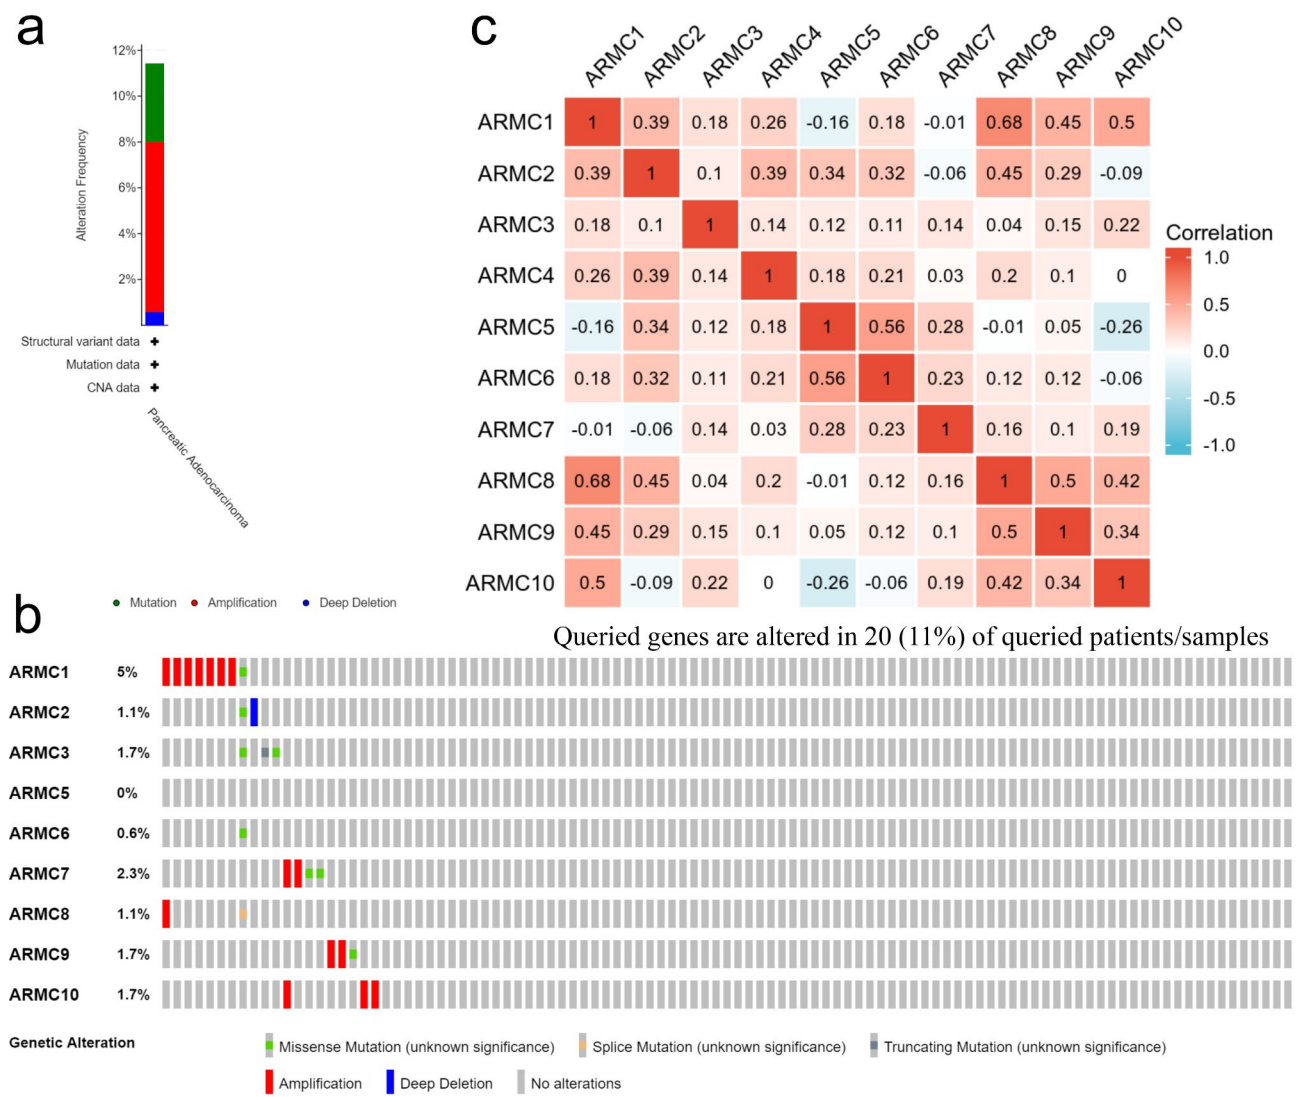 a
12%
10%
8%
6%
4%
2%
Alteration Frequency
Structural variant data
Mutation data
CNA data
Pancreatic Adenocarcinoma
Mutation Amplification Deep Deletion
c
ARMC1 ARMC2 ARMC3 ARMC4 ARMC5 ARMC6 ARMC7 ARMC8 ARMC9 ARMC10
ARMC1 1 0.39 0.18 0.26 -0.16 0.18 -0.01 0.68 0.45 0.5
ARMC2 0.39 1 0.1 0.39 0.34 0.32 -0.06 0.45 0.29 -0.09
ARMC3 0.18 0.1 1 0.14 0.12 0.11 0.14 0.04 0.15 0.22
ARMC4 0.26 0.39 0.14 1 0.18 0.21 0.03 0.2 0.1 0
ARMC5 -0.16 0.34 0.12 0.18 1 0.56 0.28 -0.01 0.05 -0.26
ARMC6 0.18 0.32 0.11 0.21 0.56 1 0.23 0.12 0.12 -0.06
ARMC7 -0.01 -0.06 0.14 0.03 0.28 0.23 1 0.16 0.1 0.19
ARMC8 0.68 0.45 0.04 0.2 -0.01 0.12 0.16 1 0.5 0.42
ARMC9 0.45 0.29 0.15 0.1 0.05 0.12 0.1 0.5 1 0.34
ARMC10 0.5 -0.09 0.22 0 -0.26 -0.06 0.19 0.42 0.34 1
Correlation
1.0
0.5
0.0
-0.5
-1.0
b
Queried genes are altered in 20 (11%) of queried patients/samples
ARMC1 5%
ARMC2 1.1%
ARMC3 1.7%
ARMC5 0%
ARMC6 0.6%
ARMC7 2.3%
ARMC8 1.1%
ARMC9 1.7%
ARMC10 1.7%
Genetic Alteration Missense Mutation (unknown significance) Splice Mutation (unknown significance) Truncating Mutation (unknown significance)
Amplification Deep Deletion No alterations